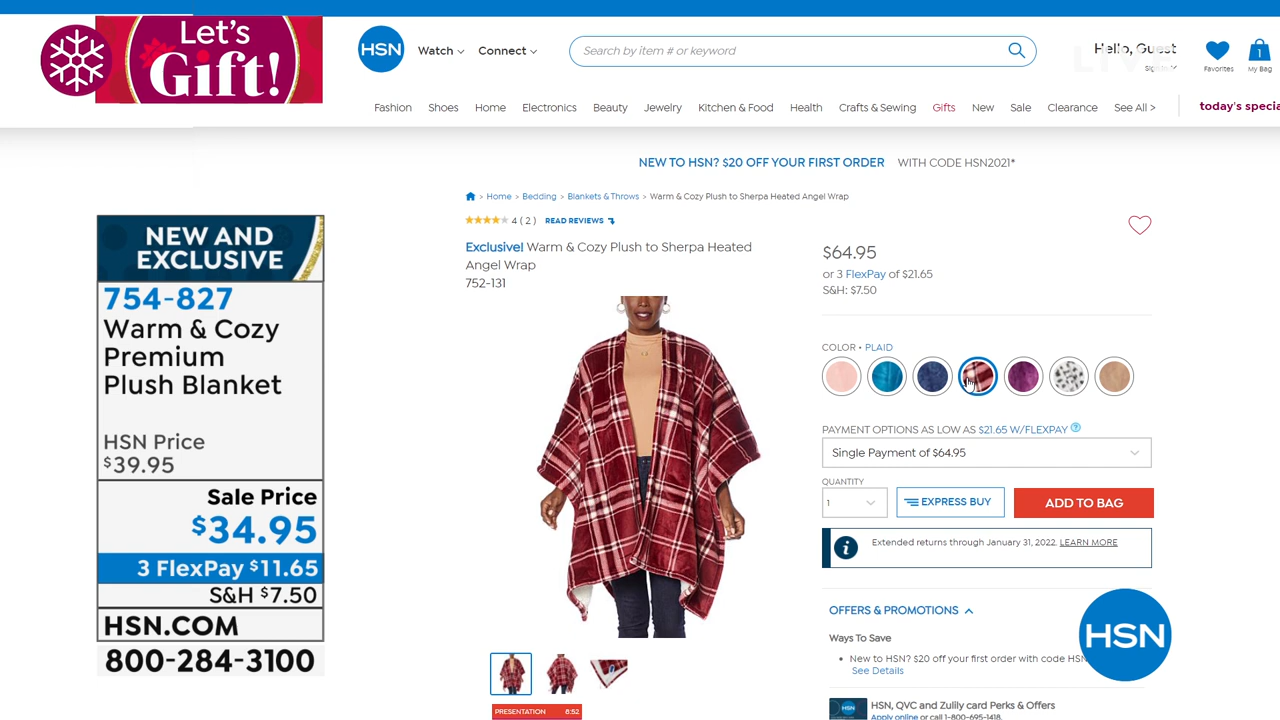 Let's
Gift!
HSN
Watch
Connect
Search by item # or keyword
Hello, Guest
Favorites
1
My Bag
Fashion
Shoes
Home
Electronics
Beauty
Jewelry
Kitchen & Food
Health
Crafts & Sewing
Gifts
New
Sale
Clearance
See All >
today's specia
NEW TO HSN? $20 OFF YOUR FIRST ORDER WITH CODE HSN2021*
> Home > Bedding > Blankets & Throws > Warm & Cozy Plush to Sherpa Heated Angel Wrap
4 ( 2 ) READ REVIEWS
Exclusive! Warm & Cozy Plush to Sherpa Heated
Angel Wrap
752-131
$64.95
or 3 FlexPay of $21.65
S&H: $7.50
COLOR • PLAID
PAYMENT OPTIONS AS LOW AS $21.65 W/FLEXPAY ?
Single Payment of $64.95
QUANTITY
1
EXPRESS BUY
ADD TO BAG
i
Extended returns through January 31, 2022. LEARN MORE
OFFERS & PROMOTIONS
Ways To Save
• New to HSN? $20 off your first order with code HSN
See Details
HSN
HSN, QVC and Zulily card Perks & Offers
Apply online or call 1-800-695-1418.
PRESENTATION 8:52
NEW AND
EXCLUSIVE
754-827
Warm & Cozy
Premium
Plush Blanket
HSN Price
$39.95
Sale Price
$34.95
3 FlexPay $11.65
S&H $7.50
HSN.COM
800-284-3100